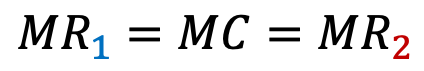 MR₁ = MC = MR₂